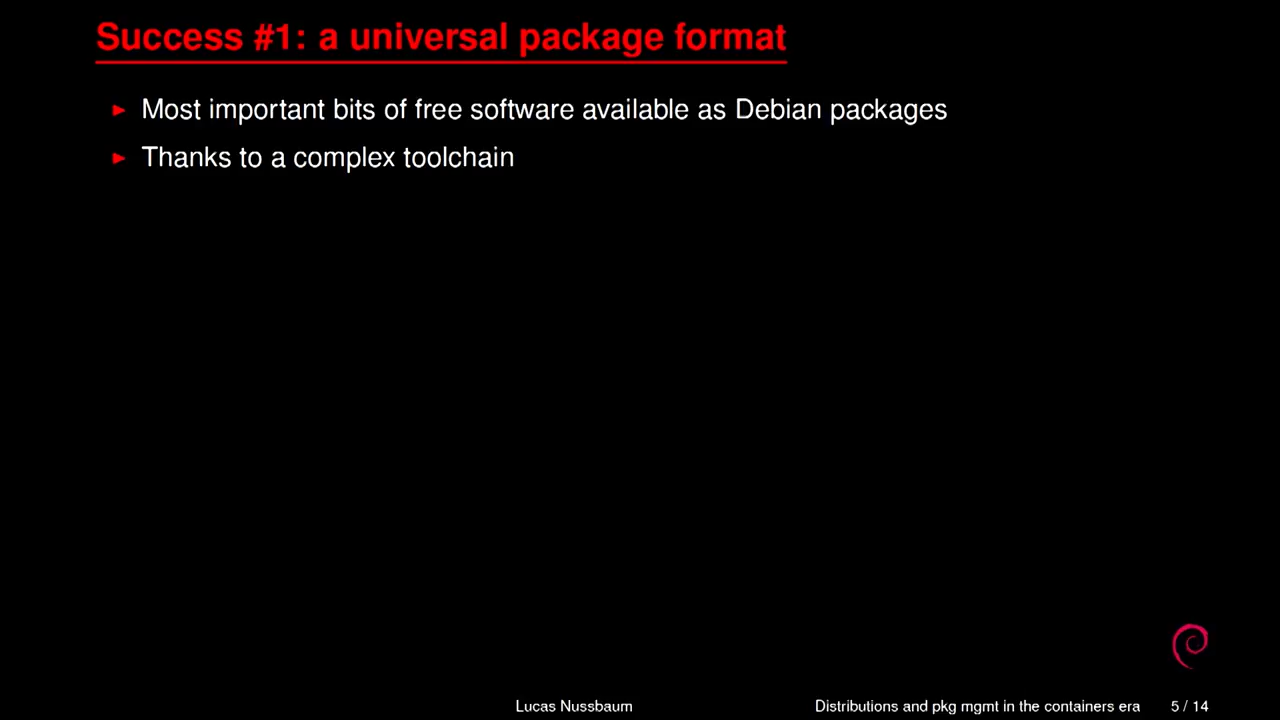 Success #1: a universal package format
Most important bits of free software available as Debian packages
Thanks to a complex toolchain
Lucas Nussbaum
Distributions and pkg mgmt in the containers era
5 / 14